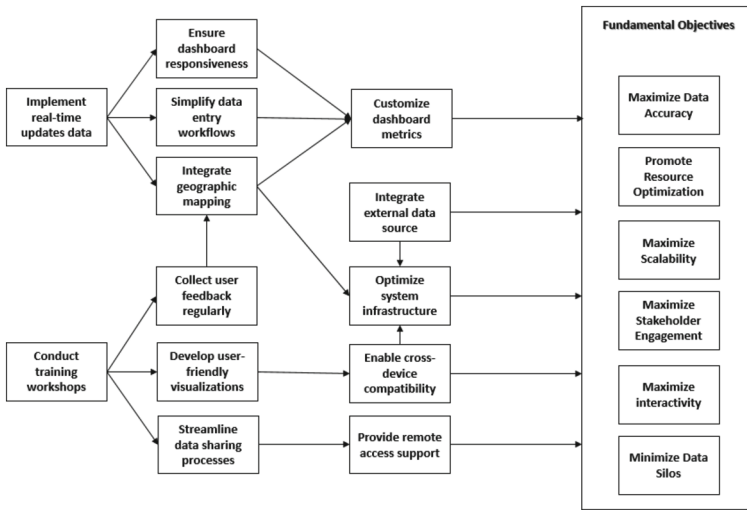 Fundamental Objectives
Ensure
dashboard
responsiveness
Implement
real-time
updates data
Simplify data
entry
workflows
Customize
dashboard
metrics
Integrate
geographic
mapping
Integrate
external data
source
Collect user
feedback
regularly
Optimize
system
infrastructure
Conduct
training
workshops
Develop user-
friendly
visualizations
Enable cross-
device
compatibility
Streamline
data sharing
processes
Provide remote
access support
Maximize Data
Accuracy
Promote
Resource
Optimization
Maximize
Scalability
Maximize
Stakeholder
Engagement
Maximize
interactivity
Minimize Data
Silos